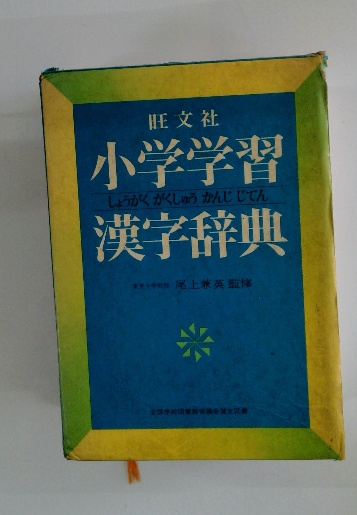 旺文社
小学学習
しょうがく がくしゅう かんじ じてん
漢字辞典
尾上兼英 監修